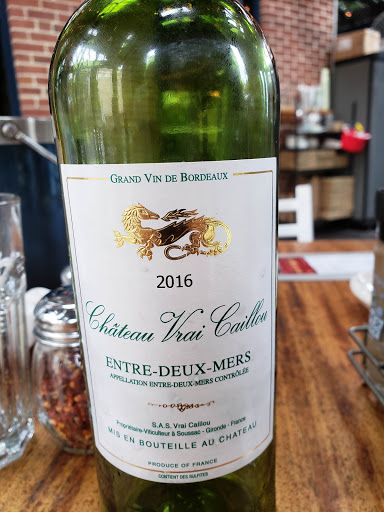 GRAND VIN DE BORDEAUX
2016
Château Vrai Caillou
ENTRE-DEUX-MERS
APPELLATION ENTRE-DEUX-MERS CONTRÔLÉE
S.A.S. Vrai Caillou
Propriétaire-Viticulteur à Soussac - Gironde - France
MIS EN BOUTEILLE AU CHATEAU
PRODUCE OF FRANCE
CONTIENT DES SULFITES